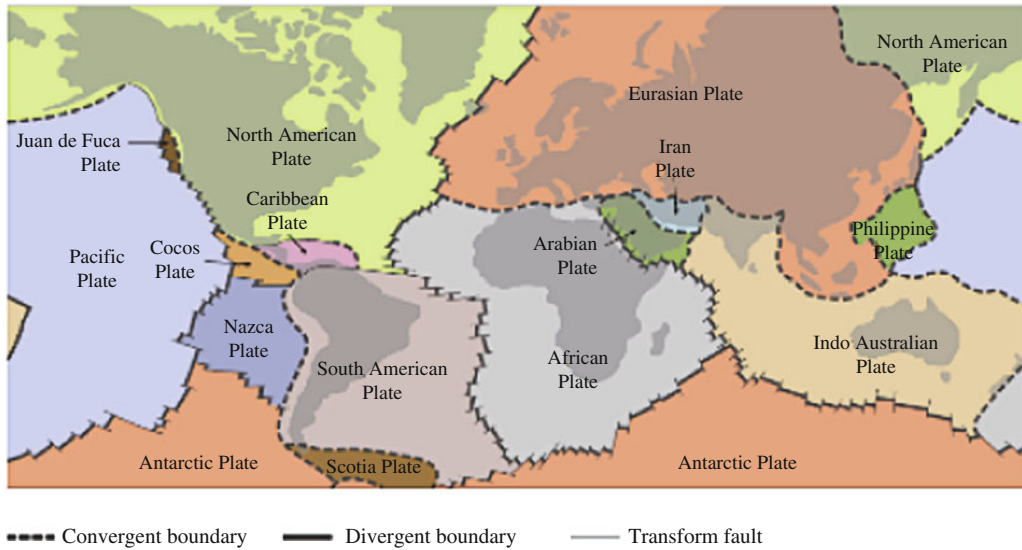 North American
Plate
Eurasian Plate
Juan de Fuca
Plate
North American
Plate
Iran
Plate
Caribbean
Plate
Cocos
Plate
Pacific
Plate
Arabian
Plate
Philippine
Plate
Nazca
Plate
South American
Plate
African
Plate
Indo Australian
Plate
Antarctic Plate
Scotia Plate
Antarctic Plate
Convergent boundary
Divergent boundary
Transform fault